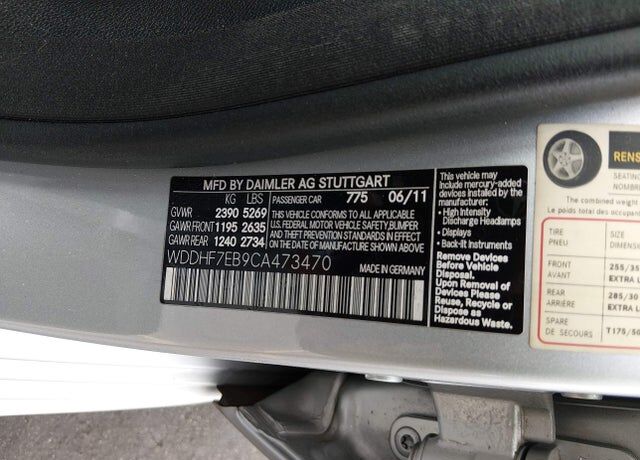 MFD BY DAIMLER AG STUTTGART
KG LBS
PASSENGER CAR 775 06/11
GVWR 2390 5269
GAWR FRONT 1195 2635
GAWR REAR 1240 2734
THIS VEHICLE CONFORMS TO ALL APPLICABLE
U.S. FEDERAL MOTOR VEHICLE SAFETY, BUMPER
AND THEFT PREVENTION STANDARDS IN EFFECT
ON THE DATE OF MANUFACTURE SHOWN ABOVE
WDDHF7EB9CA473470
MADE IN GERMANY
This vehicle may
include mercury-added
devices installed by the
manufacturer:
• High-Intensity
Discharge Headlamps
• Displays
• Back-lit Instruments
Remove Devices
Before Vehicle
Disposal.
Upon Removal of
Devices Please
Reuse, Recycle or
Dispose as
Hazardous Waste.
SEATING
The combined weight
Le poids total des
TIRE
PNEU
SIZE
FRONT
AVANT
EXTRA
REAR
ARRIÈRE
EXTRA
SPARE
DE SECOURS